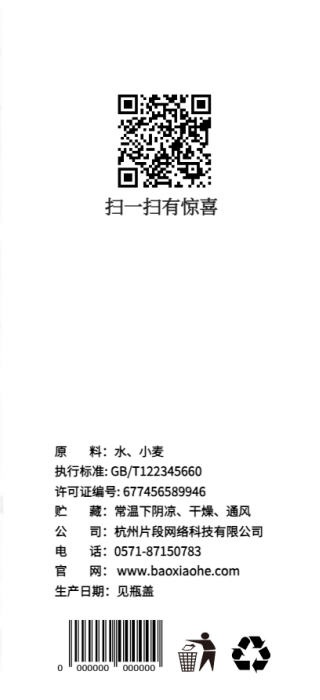 扫一扫有惊喜
原 料：水、小麦
执行标准: GB/T122345660
许可证编号: 677456589946
贮 藏：常温下阴凉、干燥、通风
公 司：杭州片段网络科技有限公司
电 话：0571-87150783
官 网：www.baoxiaohe.com
生产日期：见瓶盖
0 000000 000000